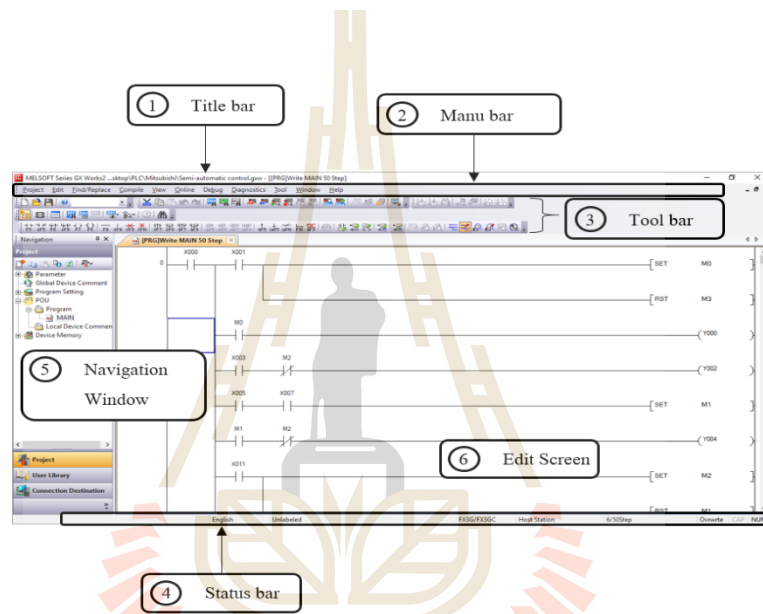 1 Title bar
2 Manu bar
MELSOFT Series GX Works2 ...sktop\PLC\Mitsubishi\Semi-automatic control.gxw - [[PRG]Write MAIN 50 Step]
Project Edit Find/Replace Compile View Online Debug Diagnostics Tool Window Help
3 Tool bar
Navigation
[PRG]Write MAIN 50 Step
Project
Parameter
Global Device Comment
Program Setting
POU
Program
MAIN
Local Device Commen
Device Memory
5 Navigation
Window
Project
User Library
Connection Destination
X000 X001
0 SET M0
RST M3
M0
Y000
X003 M2
Y002
X005 X007
SET M1
M1 M2
Y004
6 Edit Screen
X011
SET M2
RST M1
English Unlabeled FX3G/FX3GC Host Station 6/50Step Ovrwrte CAP NUM
4 Status bar